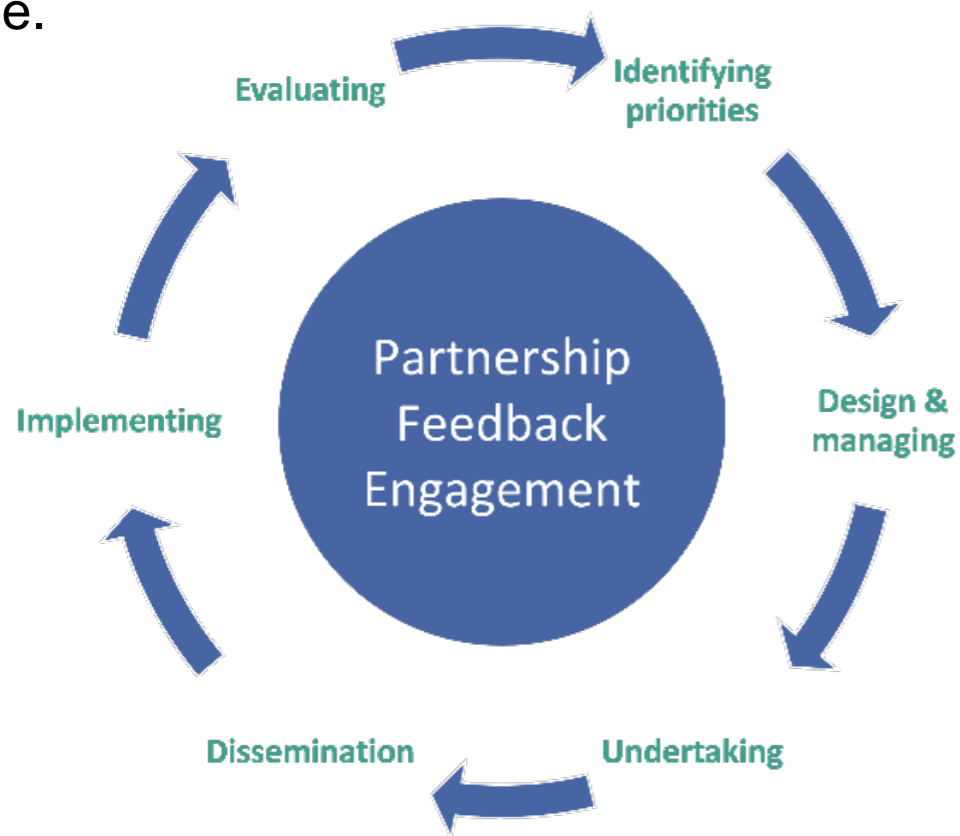 e.
Evaluating
Identifying
priorities
Partnership
Feedback
Engagement
Design &
managing
Implementing
Dissemination
Undertaking